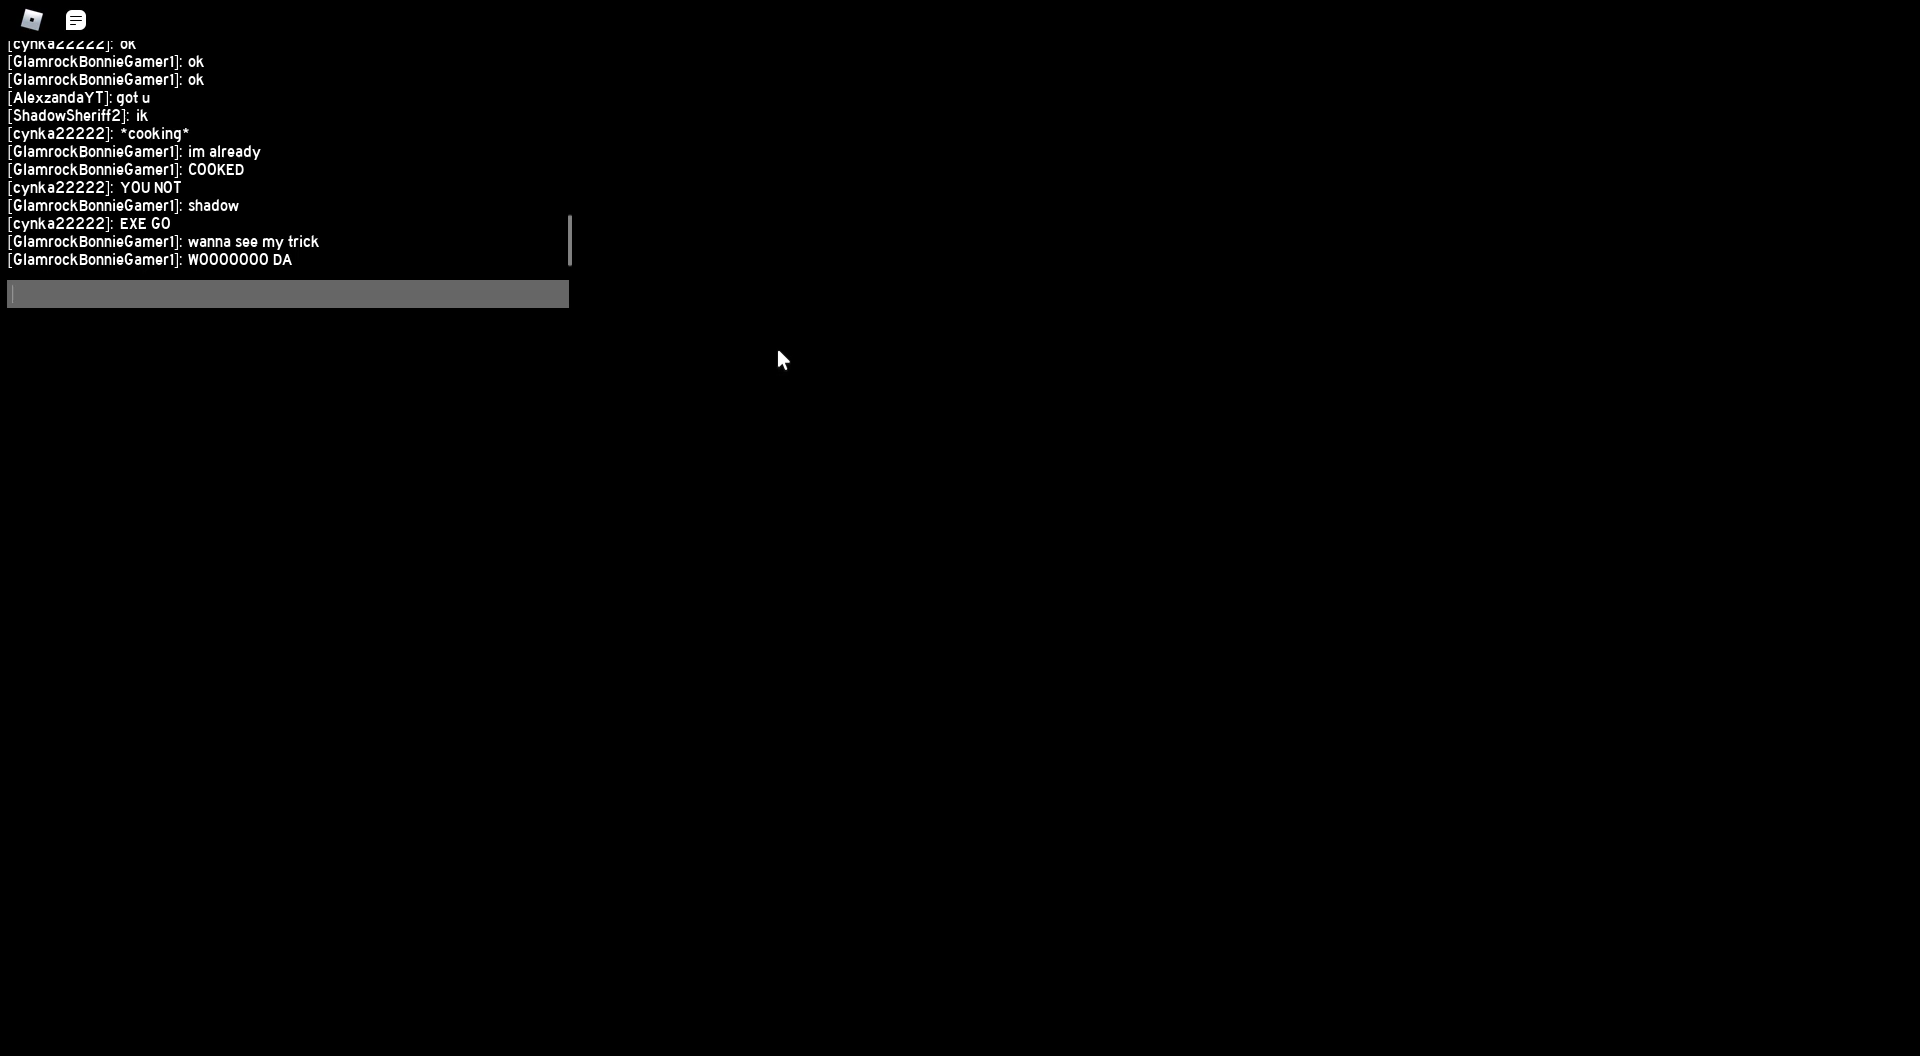 [cynka22222]: ok
[GlamrockBonnieGamer1]: ok
[GlamrockBonnieGamer1]: ok
[AlexzandaYT]: got u
[ShadowSheriff2]: ik
[cynka22222]: *cooking*
[GlamrockBonnieGamer1]: im already
[GlamrockBonnieGamer1]: COOKED
[cynka22222]: YOU NOT
[GlamrockBonnieGamer1]: shadow
[cynka22222]: EXE GO
[GlamrockBonnieGamer1]: wanna see my trick
[GlamrockBonnieGamer1]: WOOOOOOO DA